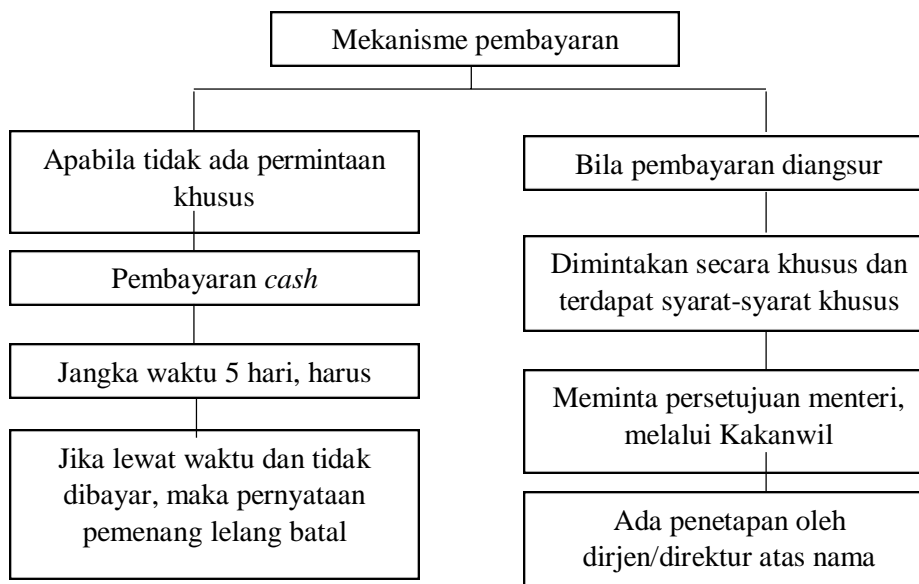 Mekanisme pembayaran
Apabila tidak ada permintaan
khusus
Pembayaran cash
Jangka waktu 5 hari, harus
Jika lewat waktu dan tidak
dibayar, maka pernyataan
pemenang lelang batal
Bila pembayaran diangsur
Dimintakan secara khusus dan
terdapat syarat-syarat khusus
Meminta persetujuan menteri,
melalui Kakanwil
Ada penetapan oleh
dirjen/direktur atas nama